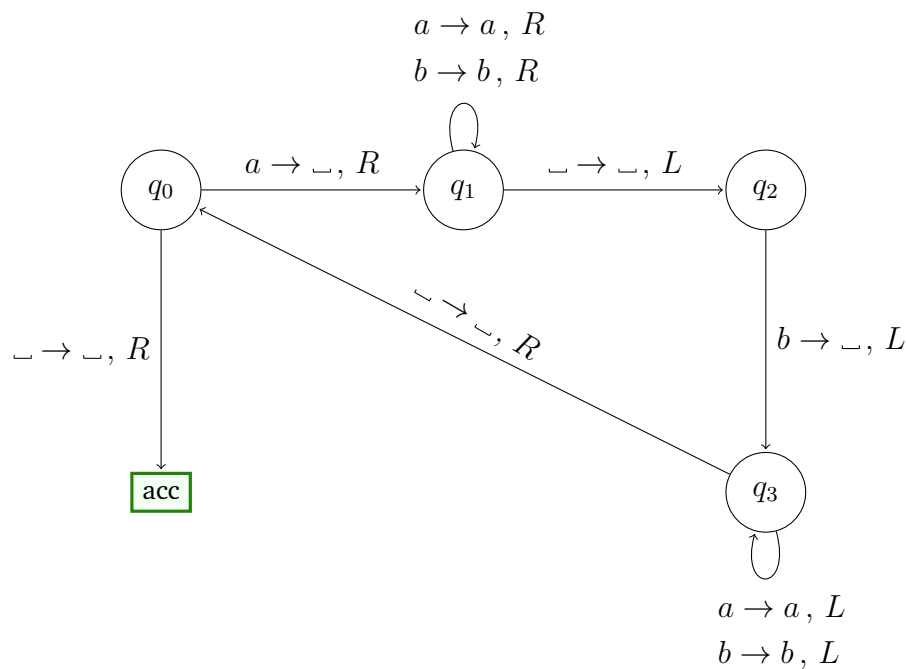 a → a, R
b → b, R
a → ␣, R
␣ → ␣, L
q0
q1
q2
␣ → ␣, R
␣ → ␣, R
b → ␣, L
acc
q3
a → a, L
b → b, L